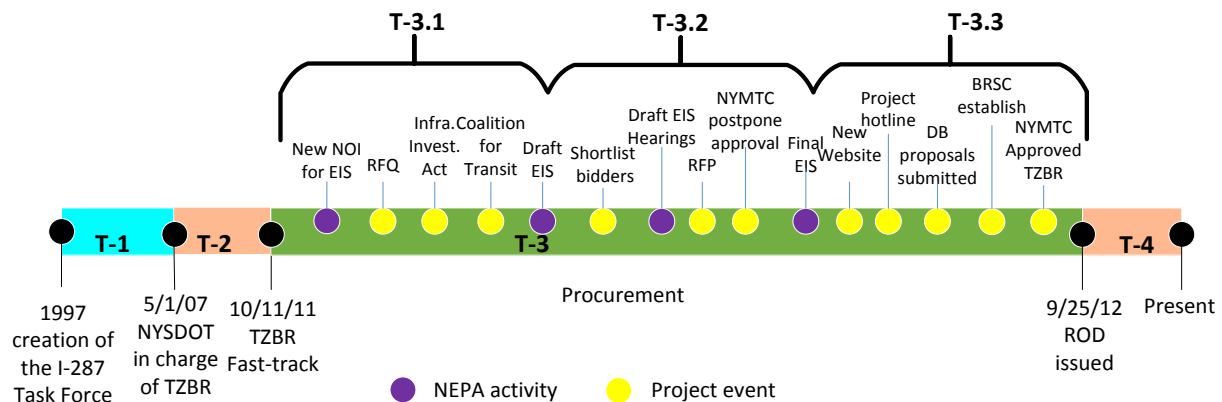 T-3.1
T-3.2
T-3.3
New NOI
for EIS
RFQ
Infra.
Invest.
Act
Coalition
for
Transit
Draft
EIS
Shortlist
bidders
Draft EIS
Hearings
RFP
NYMTC
postpone
approval
Final
EIS
New
Website
Project
hotline
DB
proposals
submitted
BRSC
establish
NYMTC
Approved
TZBR
T-1
T-2
T-3
T-4
1997
creation of
the I-287
Task Force
5/1/07
NYSDOT
in charge
of TZBR
10/11/11
TZBR
Fast-track
Procurement
9/25/12
ROD
issued
Present
NEPA activity
Project event